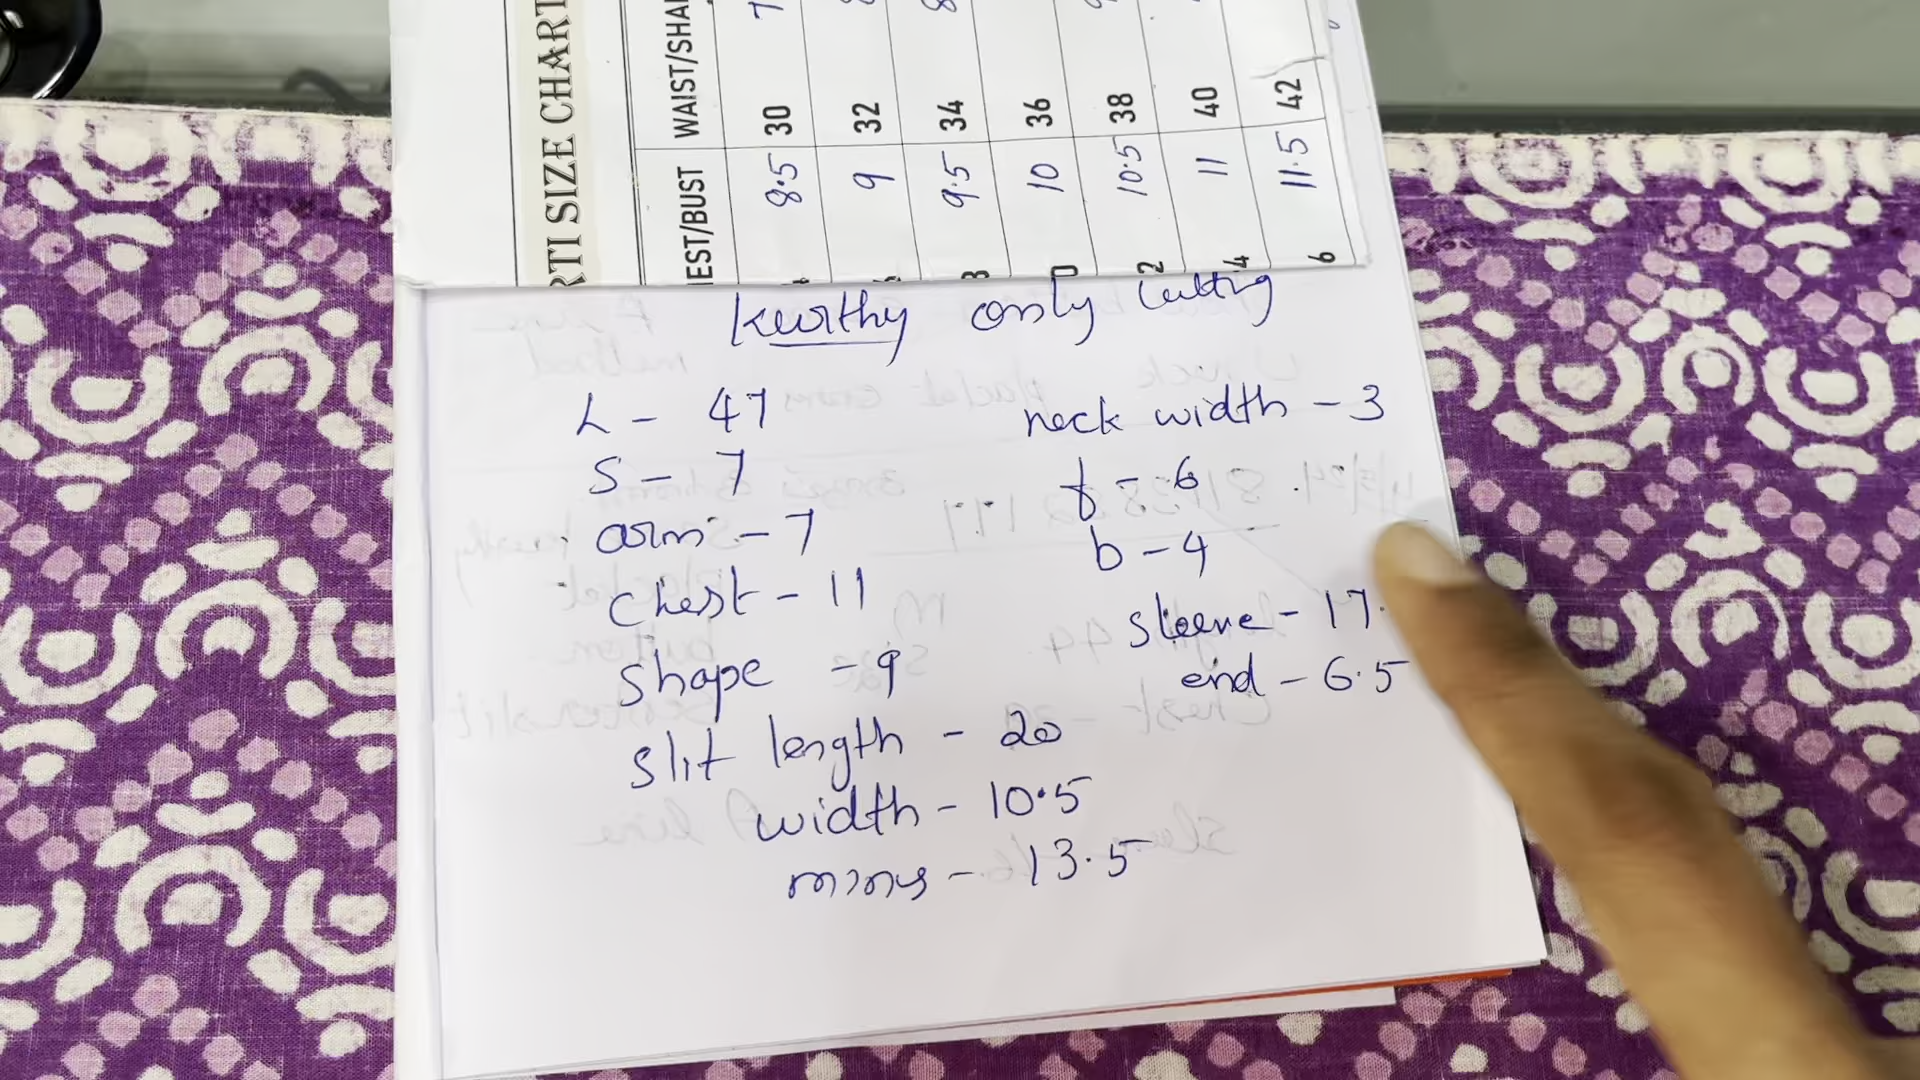 RTI SIZE CHART
WAIST/SHA
30 32 34 36 38 40 42
EST/BUST
8.5 9 9.5 10 10.5 11 11.5
Kurthy only Cutting
L - 47
S - 7
arm - 7
chest - 11
shape - 9
slit length - 20
width - 10.5
- 13.5
neck width - 3
f - 6
b - 4
sleeve - 17
end - 6.5